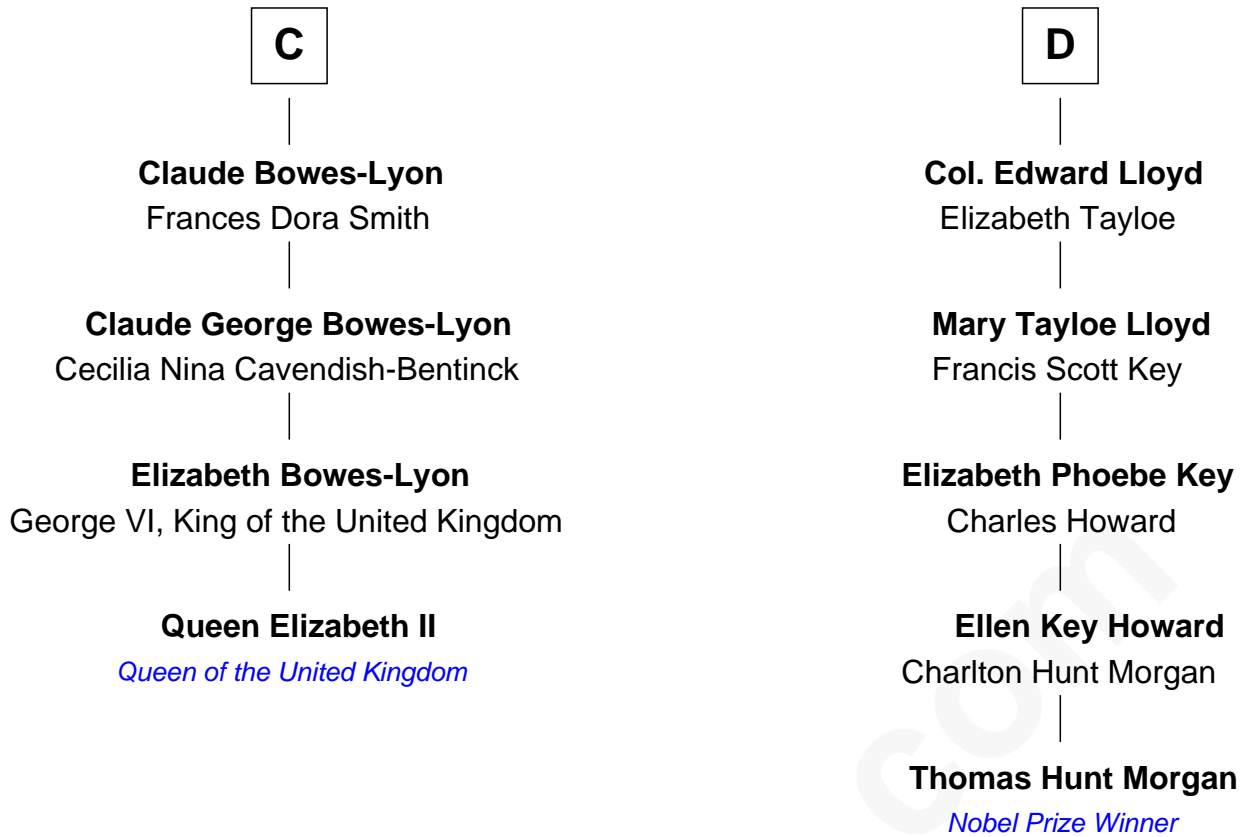 C
Claude Bowes-Lyon
Frances Dora Smith
Claude George Bowes-Lyon
Cecilia Nina Cavendish-Bentinck
Elizabeth Bowes-Lyon
George VI, King of the United Kingdom
Queen Elizabeth II
Queen of the United Kingdom
D
Col. Edward Lloyd
Elizabeth Tayloe
Mary Tayloe Lloyd
Francis Scott Key
Elizabeth Phoebe Key
Charles Howard
Ellen Key Howard
Charlton Hunt Morgan
Thomas Hunt Morgan
Nobel Prize Winner
com